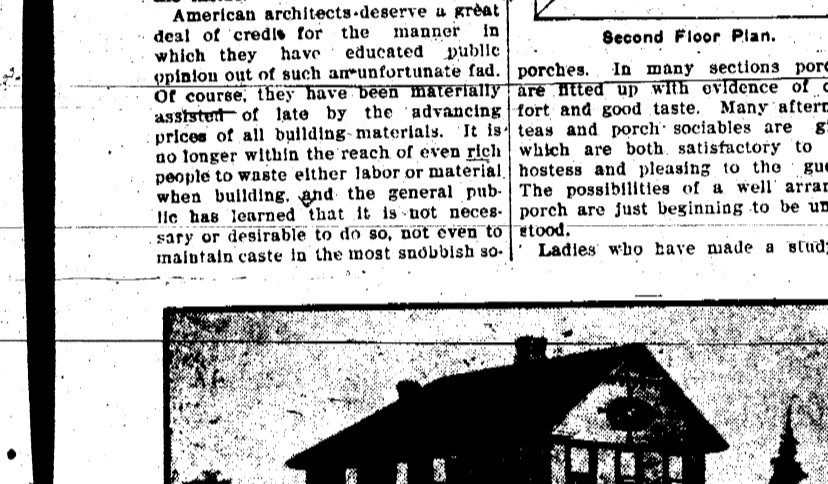 American architects deserve a great
deal of credit for the manner in
which they have educated public
opinion out of such an unfortunate fad.
Of course, they have been materially
assisted of late by the advancing
prices of all building materials. It is
no longer within the reach of even rich
people to waste either labor or material
when building, and the general pub-
lic has learned that it is not neces-
sary or desirable to do so, not even to
maintain caste in the most snobbish so-
Second Floor Plan.
porches. In many sections
are fitted up with evidence of
fort and good taste. Many
teas and porch sociables are
which are both satisfactory to
hostess and pleasing to the
The possibilities of a well
porch are just beginning to be
stood.
Ladies who have made a